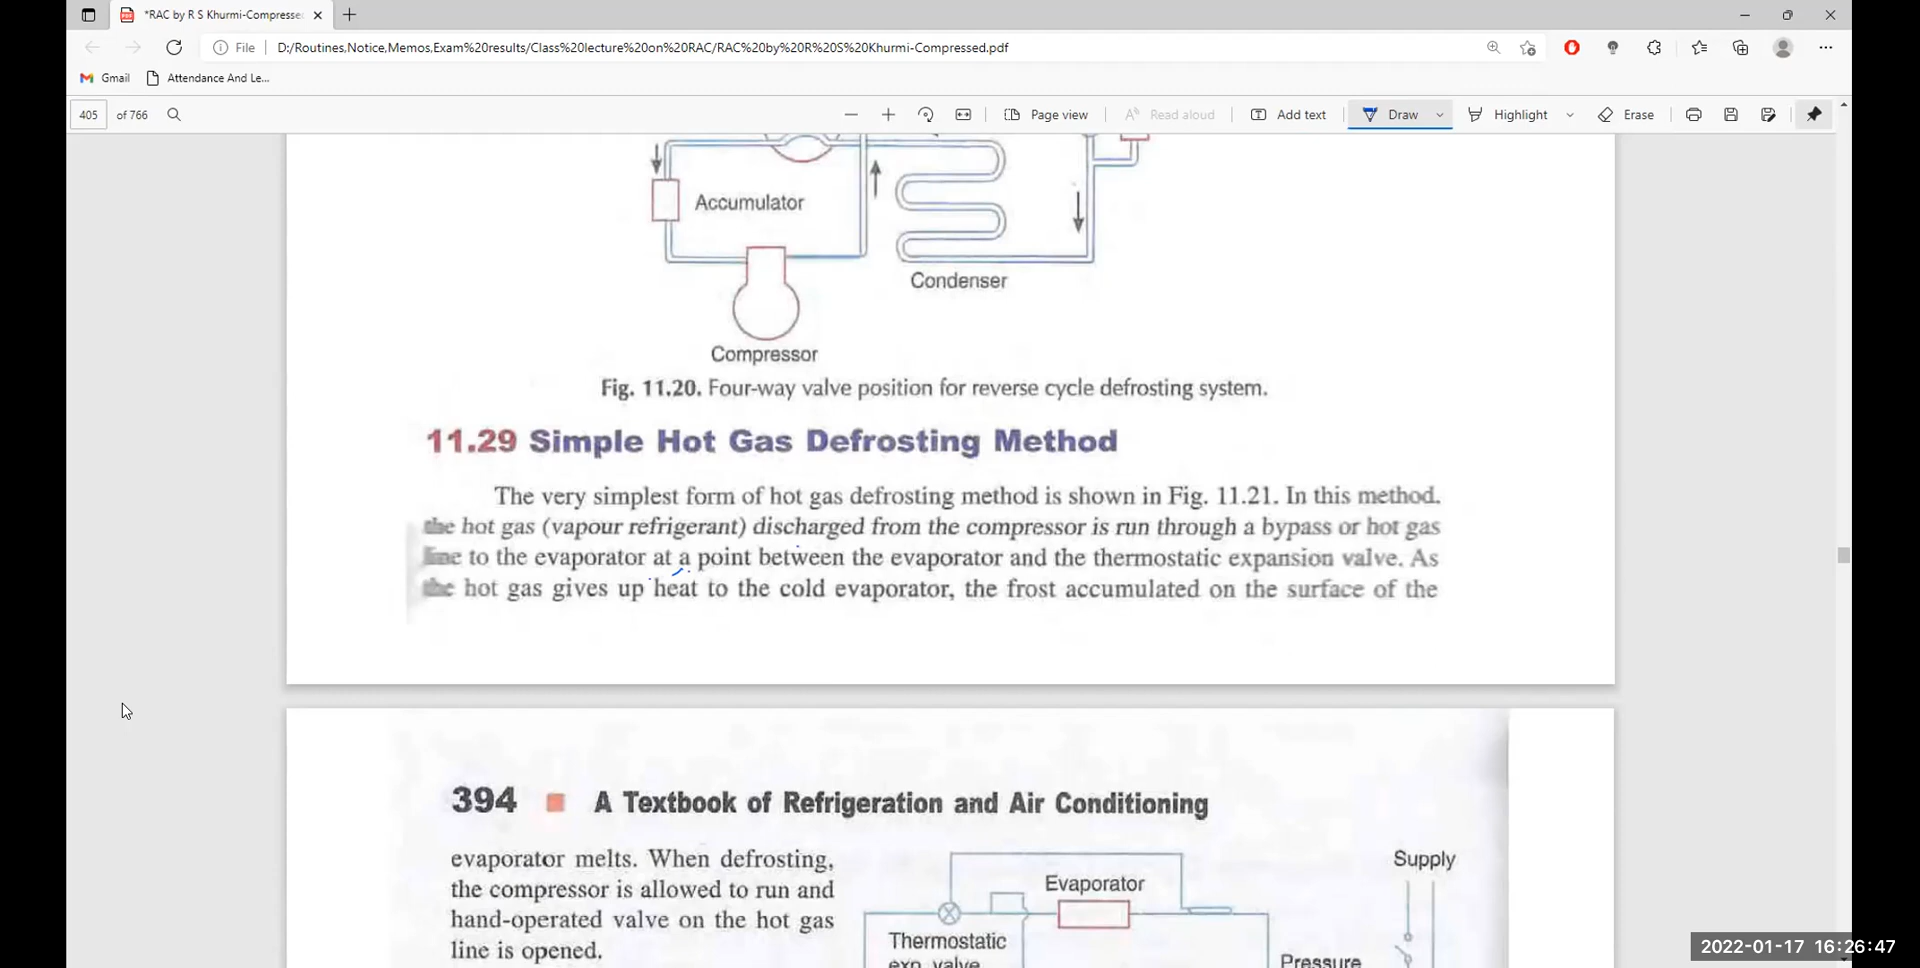 *RAC by R S Khurmi-Compresse
File
D:/Routines,Notice,Memos,Exam%20results/Class%20lecture%20on%20RAC/RAC%20by%20R%20S%20Khurmi-Compressed.pdf
Gmail
Attendance And Le...
405 of 766
Page view
Read aloud
Add text
Draw
Highlight
Erase
Accumulator
Condenser
Compressor
Fig. 11.20. Four-way valve position for reverse cycle defrosting system.
11.29 Simple Hot Gas Defrosting Method
The very simplest form of hot gas defrosting method is shown in Fig. 11.21. In this method.
the hot gas (vapour refrigerant) discharged from the compressor is run through a bypass or hot gas
line to the evaporator at a point between the evaporator and the thermostatic expansion valve. As
the hot gas gives up heat to the cold evaporator, the frost accumulated on the surface of the
394 A Textbook of Refrigeration and Air Conditioning
evaporator melts. When defrosting,
the compressor is allowed to run and
hand-operated valve on the hot gas
line is opened.
Supply
Evaporator
Thermostatic
exp. valve
Pressure
2022-01-17 16:26:47